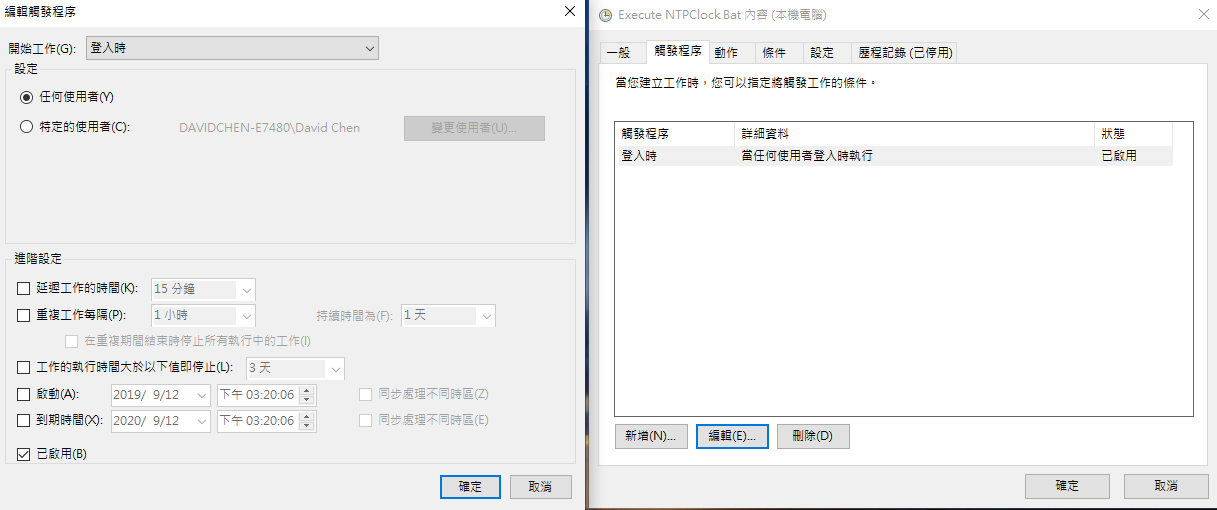 編輯觸發程序
開始工作(G): 登入時
設定
任何使用者(Y)
特定的使用者(C): DAVIDCHEN-E7480\David Chen 變更使用者(U)...
進階設定
延遲工作的時間(K): 15 分鐘
重複工作每隔(P): 1 小時 持續時間為(F): 1 天
在重複期間結束時停止所有執行中的工作(I)
工作的執行時間大於以下值即停止(L): 3 天
啟動(A): 2019/ 9/12 下午 03:20:06 同步處理不同時區(Z)
到期時間(X): 2020/ 9/12 下午 03:20:06 同步處理不同時區(E)
已啟用(B)
確定 取消
Execute NTPClock Bat 內容 (本機電腦)
一般 觸發程序 動作 條件 設定 歷程記錄 (已停用)
當您建立工作時，您可以指定將觸發工作的條件。
觸發程序 詳細資料 狀態
登入時 當任何使用者登入時執行 已啟用
新增(N)... 編輯(E)... 刪除(D)
確定 取消